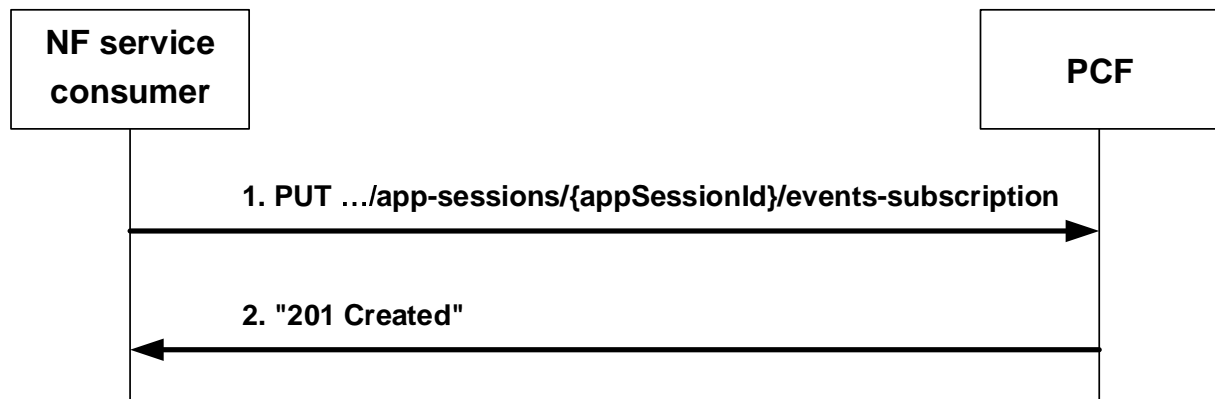 NF service
consumer
PCF
1. PUT …/app-sessions/{appSessionId}/events-subscription
2. "201 Created"